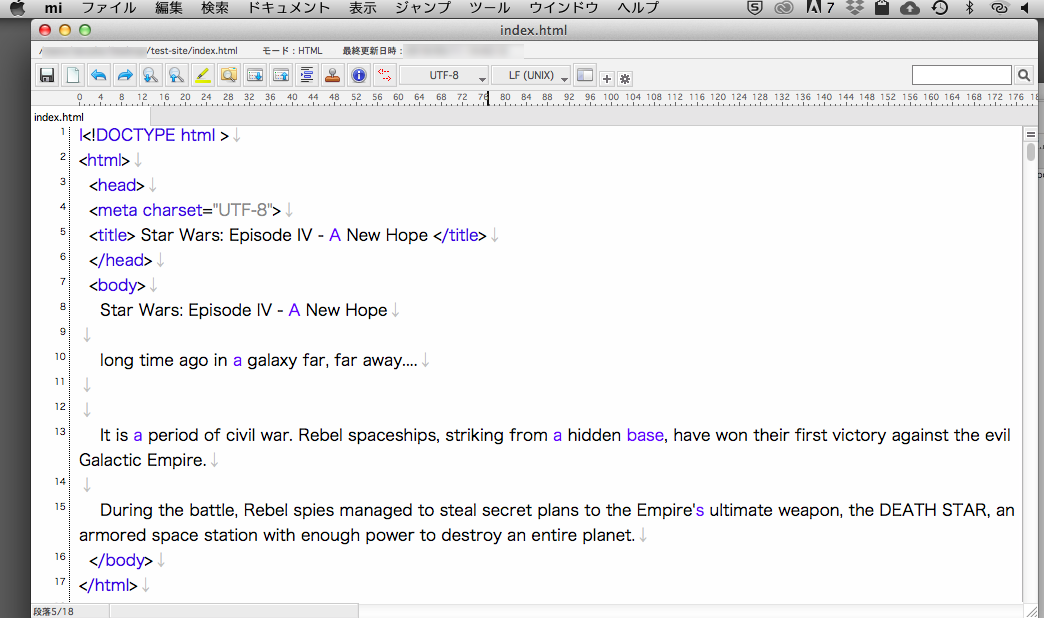 mi ファイル 編集 検索 ドキュメント 表示 ジャンプ ツール ウインドウ ヘルプ 7
index.html
/test-site/index.html モード：HTML 最終更新日時：
UTF-8 LF (UNIX)
0 4 8 12 16 20 24 28 32 36 40 44 48 52 56 60 64 68 72 76 80 84 88 92 96 100 104 108 112 116 120 124 128 132 136 140 144 148 152 156 160 164 168 172 176
index.html
1 <!DOCTYPE html >↓
2 <html>↓
3 <head>↓
4 <meta charset="UTF-8">↓
5 <title> Star Wars: Episode IV - A New Hope </title>↓
6 </head>↓
7 <body>↓
8 Star Wars: Episode IV - A New Hope↓
9 ↓
10 long time ago in a galaxy far, far away....↓
11 ↓
12 ↓
13 It is a period of civil war. Rebel spaceships, striking from a hidden base, have won their first victory against the evil
Galactic Empire.↓
14 ↓
15 During the battle, Rebel spies managed to steal secret plans to the Empire's ultimate weapon, the DEATH STAR, an
armored space station with enough power to destroy an entire planet.↓
16 </body>↓
17 </html>↓
段落5/18